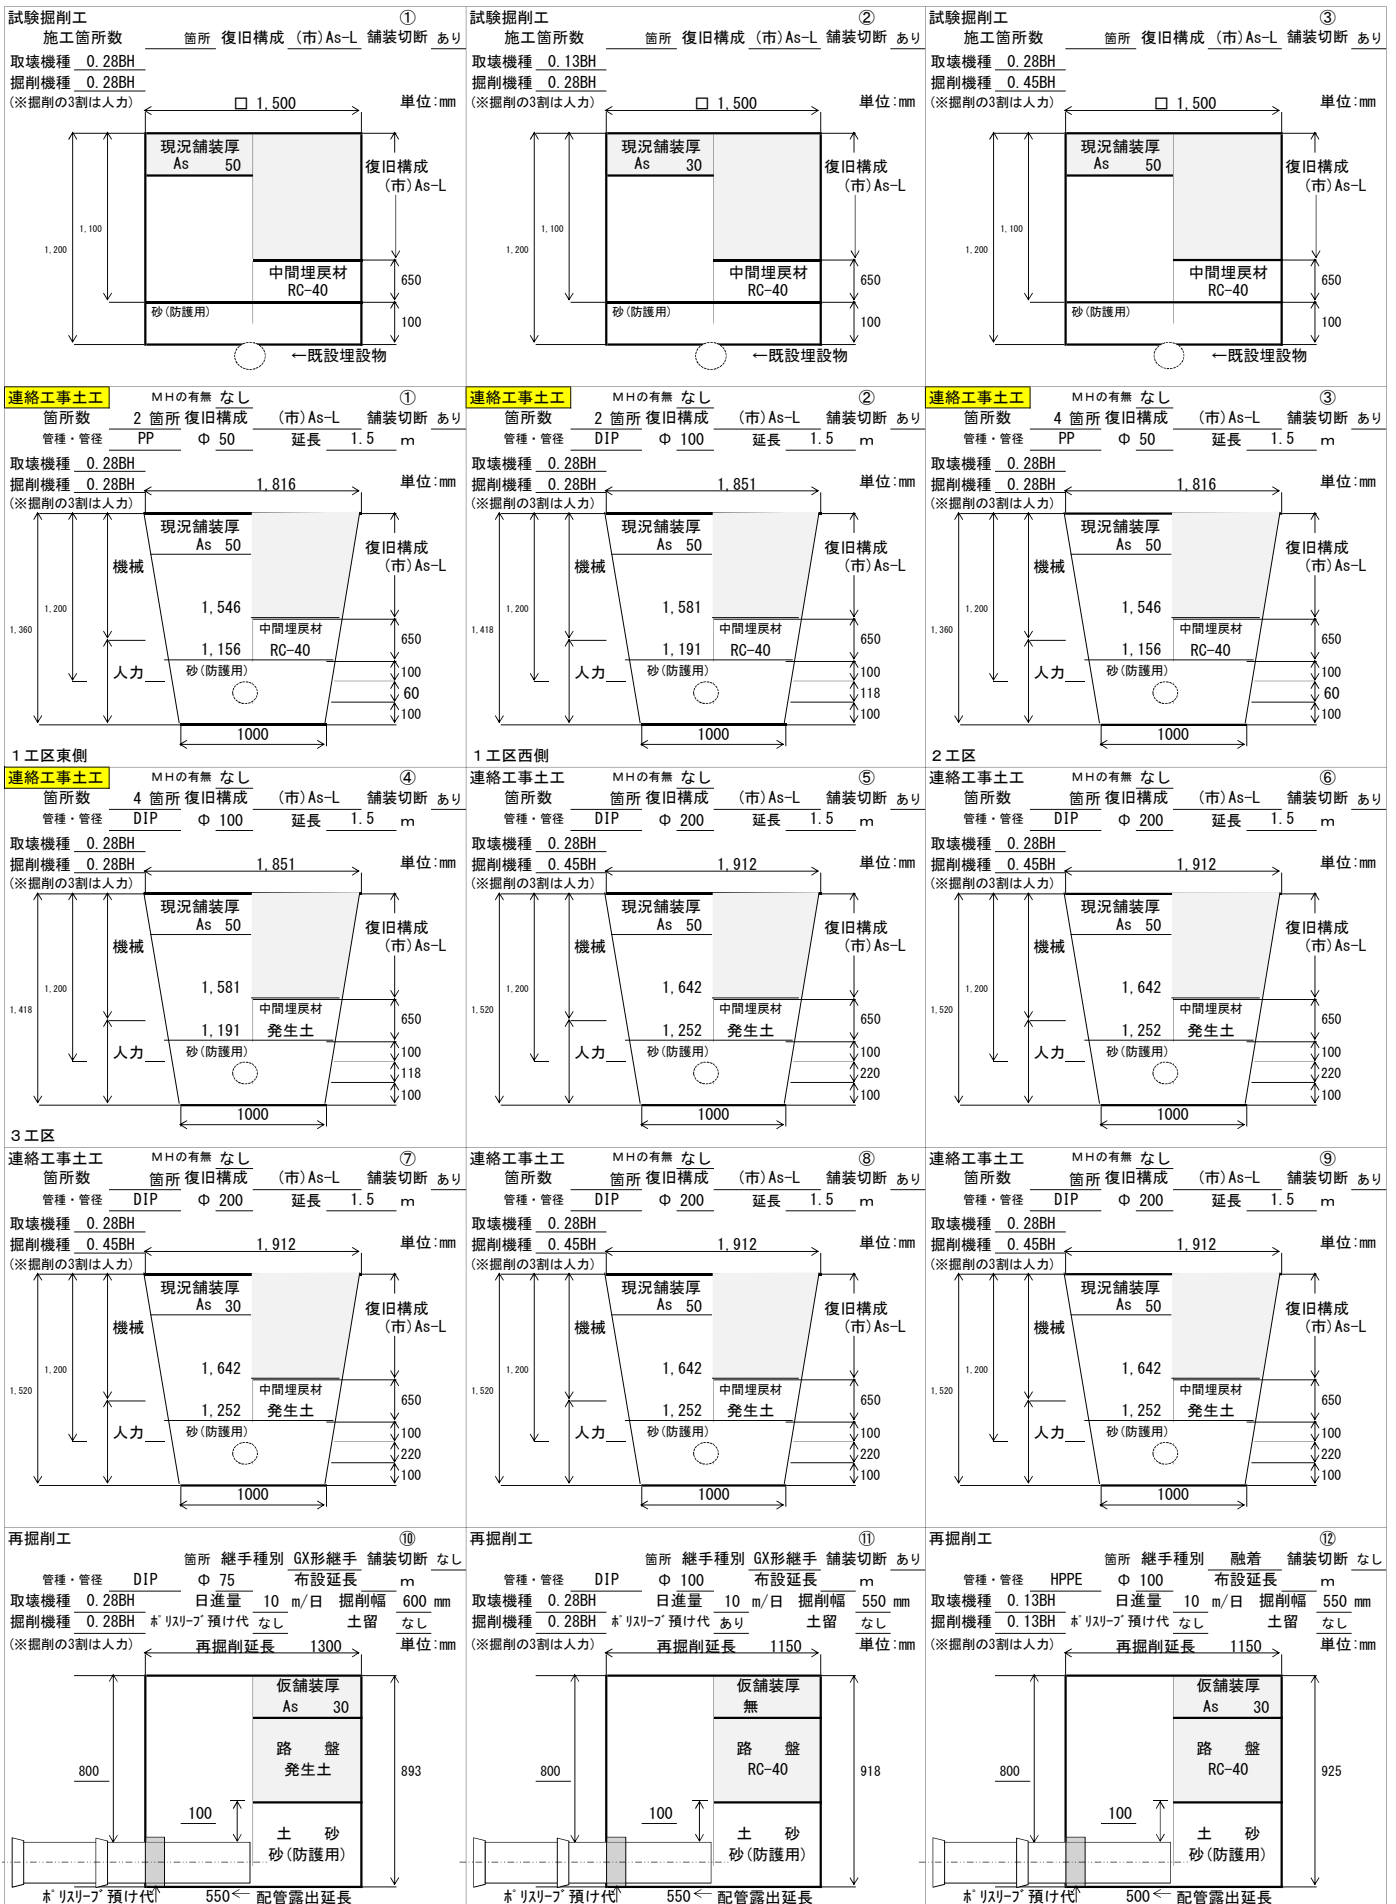 試験掘削工 ①
施工箇所数 箇所 復旧構成 (市)As-L 舗装切断 あり
取壊機種 0.28BH
掘削機種 0.28BH
(※掘削の3割は人力) □ 1,500 単位:mm
現況舗装厚
As 50
復旧構成
(市)As-L
1,100
1,200
中間埋戻材
RC-40
650
砂(防護用)
100
←既設埋設物
試験掘削工 ②
施工箇所数 箇所 復旧構成 (市)As-L 舗装切断 あり
取壊機種 0.13BH
掘削機種 0.28BH
(※掘削の3割は人力) □ 1,500 単位:mm
現況舗装厚
As 30
復旧構成
(市)As-L
1,100
1,200
中間埋戻材
RC-40
650
砂(防護用)
100
←既設埋設物
試験掘削工 ③
施工箇所数 箇所 復旧構成 (市)As-L 舗装切断 あり
取壊機種 0.28BH
掘削機種 0.45BH
(※掘削の3割は人力) □ 1,500 単位:mm
現況舗装厚
As 50
復旧構成
(市)As-L
1,100
1,200
中間埋戻材
RC-40
650
砂(防護用)
100
←既設埋設物
連絡工事土工 MHの有無 なし ①
箇所数 2 箇所 復旧構成 (市)As-L 舗装切断 あり
管種・管径 PP Φ 50 延長 1.5 m
取壊機種 0.28BH
掘削機種 0.28BH 1,816 単位:mm
(※掘削の3割は人力)
現況舗装厚
As 50
復旧構成
(市)As-L
機械
1,200
1,546
1,360
中間埋戻材
650
1,156 RC-40
人力 砂(防護用) 100
60
100
1000
1工区東側
連絡工事土工 MHの有無 なし ②
箇所数 2 箇所 復旧構成 (市)As-L 舗装切断 あり
管種・管径 DIP Φ 100 延長 1.5 m
取壊機種 0.28BH
掘削機種 0.28BH 1,851 単位:mm
(※掘削の3割は人力)
現況舗装厚
As 50
復旧構成
(市)As-L
機械
1,200
1,581
1,418
中間埋戻材
650
1,191 RC-40
人力 砂(防護用) 100
118
100
1000
1工区西側
連絡工事土工 MHの有無 なし ③
箇所数 4 箇所 復旧構成 (市)As-L 舗装切断 あり
管種・管径 PP Φ 50 延長 1.5 m
取壊機種 0.28BH
掘削機種 0.28BH 1,816 単位:mm
(※掘削の3割は人力)
現況舗装厚
As 50
復旧構成
(市)As-L
機械
1,200
1,546
1,360
中間埋戻材
650
1,156 RC-40
人力 砂(防護用) 100
60
100
1000
2工区
連絡工事土工 MHの有無 なし ④
箇所数 4 箇所 復旧構成 (市)As-L 舗装切断 あり
管種・管径 DIP Φ 100 延長 1.5 m
取壊機種 0.28BH
掘削機種 0.28BH 1,851 単位:mm
(※掘削の3割は人力)
現況舗装厚
As 50
復旧構成
(市)As-L
機械
1,200
1,581
1,418
中間埋戻材
650
1,191 発生土
人力 砂(防護用) 100
118
100
1000
3工区
連絡工事土工 MHの有無 なし ⑤
箇所数 箇所 復旧構成 (市)As-L 舗装切断 あり
管種・管径 DIP Φ 200 延長 1.5 m
取壊機種 0.28BH
掘削機種 0.45BH 1,912 単位:mm
(※掘削の3割は人力)
現況舗装厚
As 50
復旧構成
(市)As-L
機械
1,200
1,642
1,520
中間埋戻材
650
1,252 発生土
人力 砂(防護用) 100
220
100
1000
連絡工事土工 MHの有無 なし ⑥
箇所数 箇所 復旧構成 (市)As-L 舗装切断 あり
管種・管径 DIP Φ 200 延長 1.5 m
取壊機種 0.28BH
掘削機種 0.45BH 1,912 単位:mm
(※掘削の3割は人力)
現況舗装厚
As 50
復旧構成
(市)As-L
機械
1,200
1,642
1,520
中間埋戻材
650
1,252 発生土
人力 砂(防護用) 100
220
100
1000
連絡工事土工 MHの有無 なし ⑦
箇所数 箇所 復旧構成 (市)As-L 舗装切断 あり
管種・管径 DIP Φ 200 延長 1.5 m
取壊機種 0.28BH
掘削機種 0.45BH 1,912 単位:mm
(※掘削の3割は人力)
現況舗装厚
As 30
復旧構成
(市)As-L
機械
1,200
1,642
1,520
中間埋戻材
650
1,252 発生土
人力 砂(防護用) 100
220
100
1000
連絡工事土工 MHの有無 なし ⑧
箇所数 箇所 復旧構成 (市)As-L 舗装切断 あり
管種・管径 DIP Φ 200 延長 1.5 m
取壊機種 0.28BH
掘削機種 0.45BH 1,912 単位:mm
(※掘削の3割は人力)
現況舗装厚
As 50
復旧構成
(市)As-L
機械
1,200
1,642
1,520
中間埋戻材
650
1,252 発生土
人力 砂(防護用) 100
220
100
1000
連絡工事土工 MHの有無 なし ⑨
箇所数 箇所 復旧構成 (市)As-L 舗装切断 あり
管種・管径 DIP Φ 200 延長 1.5 m
取壊機種 0.28BH
掘削機種 0.45BH 1,912 単位:mm
(※掘削の3割は人力)
現況舗装厚
As 50
復旧構成
(市)As-L
機械
1,200
1,642
1,520
中間埋戻材
650
1,252 発生土
人力 砂(防護用) 100
220
100
1000
再掘削工 ⑩
箇所 継手種別 GX形継手 舗装切断 なし
管種・管径 DIP Φ 75 布設延長 m
取壊機種 0.28BH 日進量 10 m/日 掘削幅 600 mm
掘削機種 0.28BH ポリスリーブ預け代 なし 土留 なし
(※掘削の3割は人力) 再掘削延長 1300 単位:mm
仮舗装厚
As 30
路 盤
発生土
800 893
100
土 砂
砂(防護用)
ポリスリーブ預け代 550← 配管露出延長
再掘削工 ⑪
箇所 継手種別 GX形継手 舗装切断 あり
管種・管径 DIP Φ 100 布設延長 m
取壊機種 0.28BH 日進量 10 m/日 掘削幅 550 mm
掘削機種 0.28BH ポリスリーブ預け代 あり 土留 なし
(※掘削の3割は人力) 再掘削延長 1150 単位:mm
仮舗装厚
無
路 盤
RC-40
800 918
100
土 砂
砂(防護用)
ポリスリーブ預け代 550← 配管露出延長
再掘削工 ⑫
箇所 継手種別 融着 舗装切断 なし
管種・管径 HPPE Φ 100 布設延長 m
取壊機種 0.13BH 日進量 10 m/日 掘削幅 550 mm
掘削機種 0.13BH ポリスリーブ預け代 なし 土留 なし
(※掘削の3割は人力) 再掘削延長 1150 単位:mm
仮舗装厚
As 30
路 盤
RC-40
800 925
100
土 砂
砂(防護用)
ポリスリーブ預け代 500← 配管露出延長